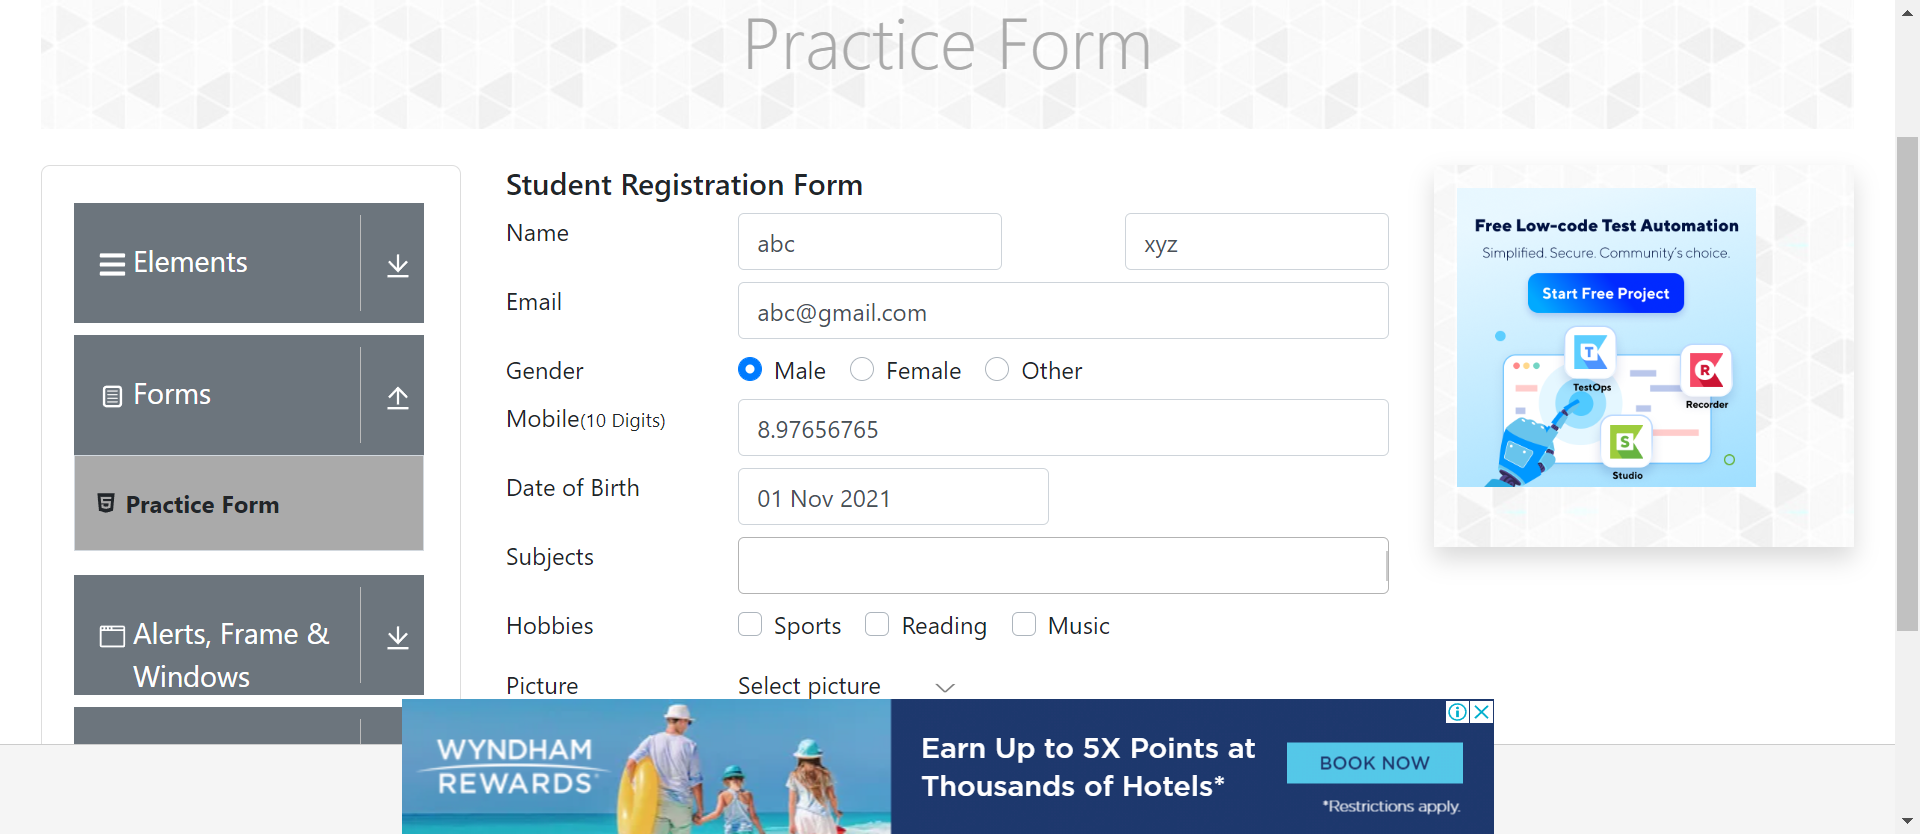 Practice Form
Elements
Forms
Practice Form
Alerts, Frame &
Windows
Student Registration Form
Name
abc
xyz
Email
abc@gmail.com
Gender
Male
Female
Other
Mobile(10 Digits)
8.97656765
Date of Birth
01 Nov 2021
Subjects
Hobbies
Sports
Reading
Music
Picture
Select picture
Free Low-code Test Automation
Simplified. Secure. Community's choice.
Start Free Project
T
TestOps
R
Recorder
S
Studio
WYNDHAM
REWARDS®
Earn Up to 5X Points at
Thousands of Hotels*
BOOK NOW
*Restrictions apply.